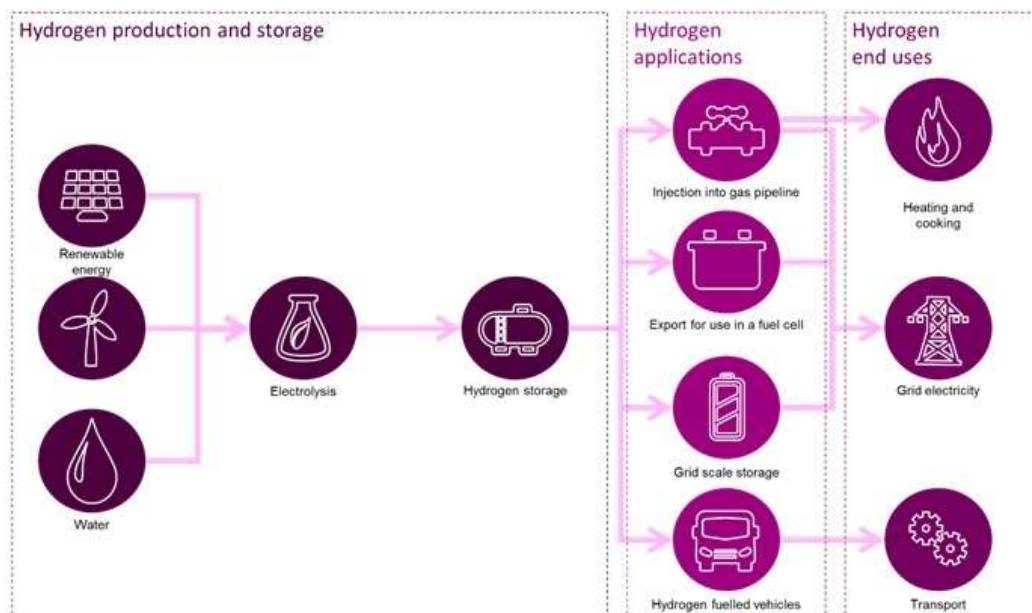 Hydrogen production and storage
Renewable
energy
Water
Electrolysis
Hydrogen storage
Hydrogen
applications
Injection into gas pipeline
Export for use in a fuel cell
Grid scale storage
Hydrogen fuelled vehicles
Hydrogen
end uses
Heating and
cooking
Grid electricity
Transport